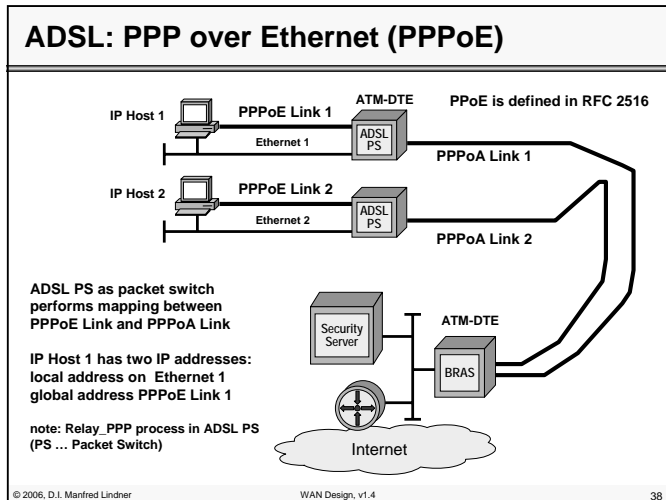 ADSL: PPP over Ethernet (PPPoE)
ATM-DTE
PPoE is defined in RFC 2516
IP Host 1
PPPoE Link 1
Ethernet 1
ADSL
PS
PPPoA Link 1
IP Host 2
PPPoE Link 2
Ethernet 2
ADSL
PS
PPPoA Link 2
ADSL PS as packet switch
performs mapping between
PPPoE Link and PPPoA Link
IP Host 1 has two IP addresses:
local address on Ethernet 1
global address PPPoE Link 1
note: Relay_PPP process in ADSL PS
(PS ... Packet Switch)
Security
Server
ATM-DTE
BRAS
Internet
© 2006, D.I. Manfred Lindner
WAN Design, v1.4
38